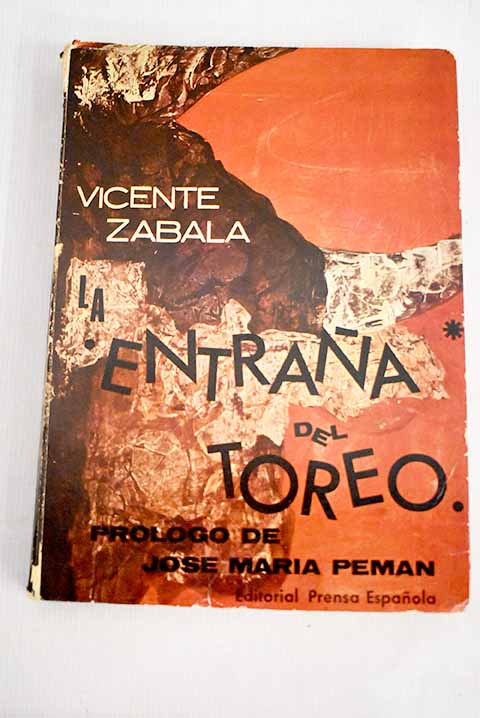 VICENTE
ZABALA
LA
ENTRAÑA *
DEL
TOREO.
PROLOGO DE
JOSE MARIA PEMAN
Editorial Prensa Española